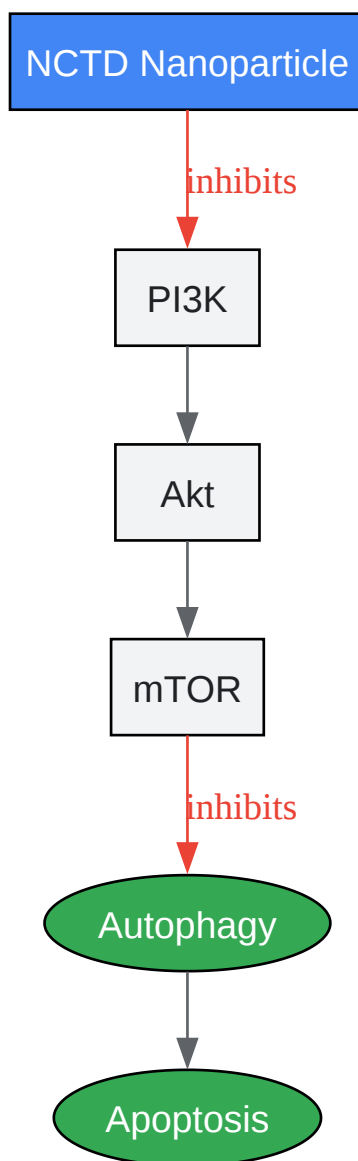 NCTD Nanoparticle
inhibits
PI3K
Akt
mTOR
inhibits
Autophagy
Apoptosis